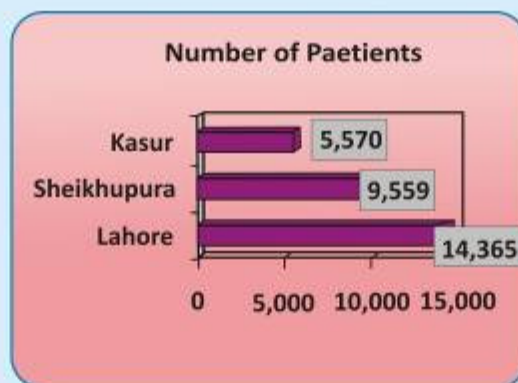 Number of Paetients
Kasur 5,570
Sheikhupura 9,559
Lahore 14,365
0 5,000 10,000 15,000